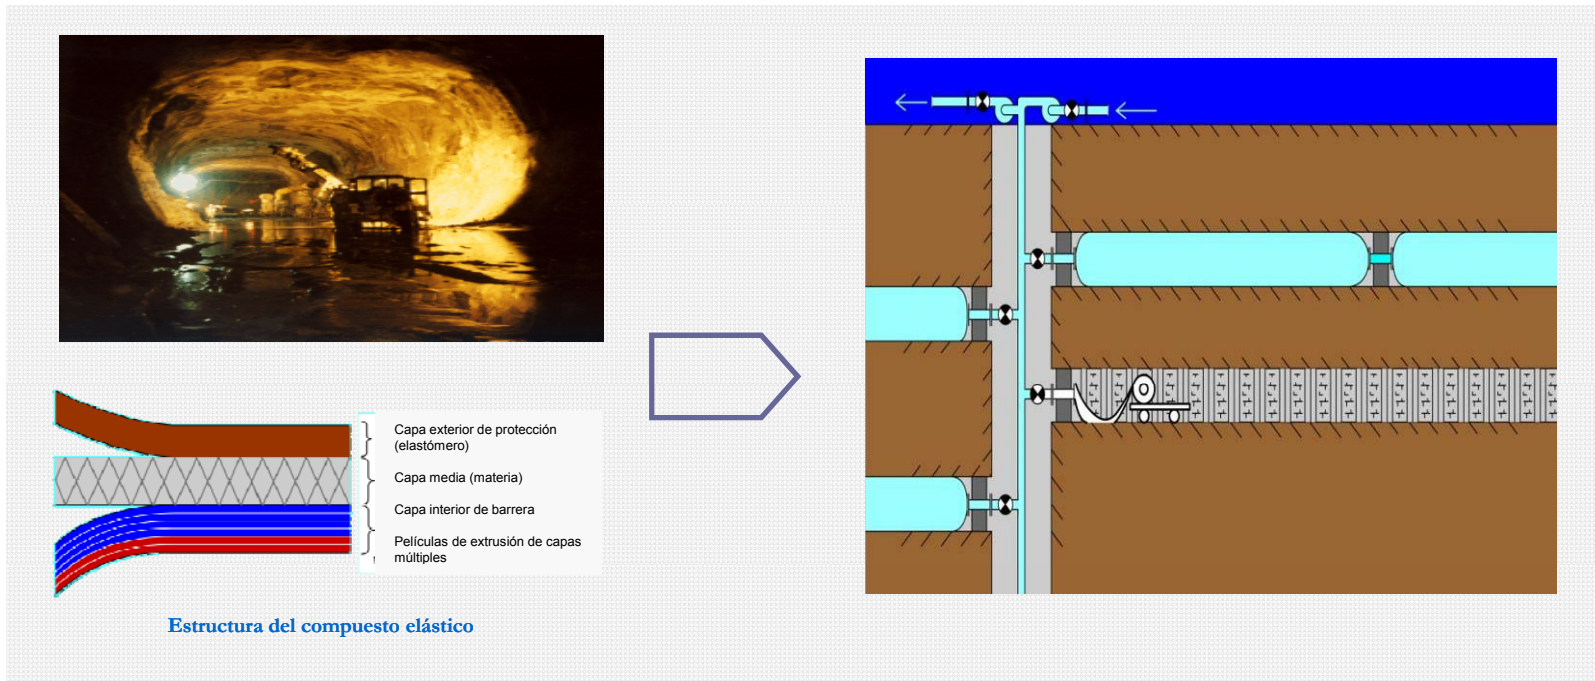 Capa exterior de protección
(elastómero)
Capa media (materia)
Capa interior de barrera
Películas de extrusión de capas
múltiples
Estructura del compuesto elástico